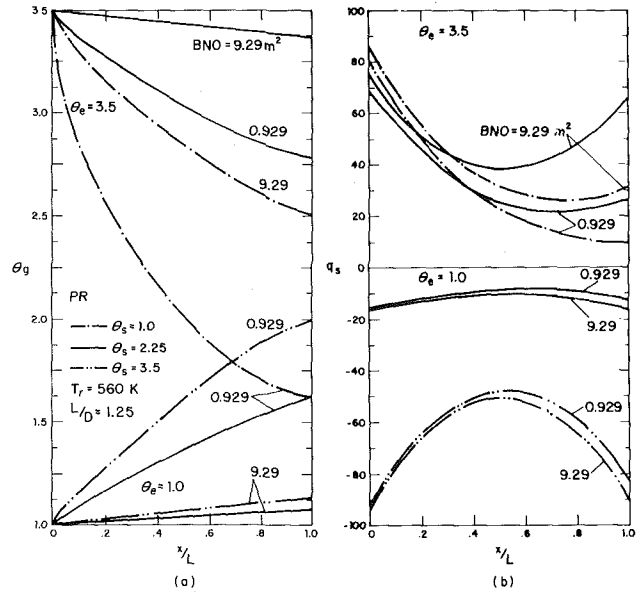 3.5
3.0
2.5
θg
2.0
1.5
1.0
BNO = 9.29 m²
θe = 3.5
0.929
9.29
PR
θs = 1.0
θs = 2.25
θs = 3.5
Tr = 560 K
L/D = 1.25
0.929
0.929
9.29
θe = 1.0
0 .2 .4 .6 .8 1.0
x/L
(a)
100
80
60
40
20
0
qs
-20
-40
-60
-80
-100
θe = 3.5
BNO = 9.29 m²
0.929
θe = 1.0
0.929
9.29
0.929
9.29
0 .2 .4 .6 .8 1.0
x/L
(b)